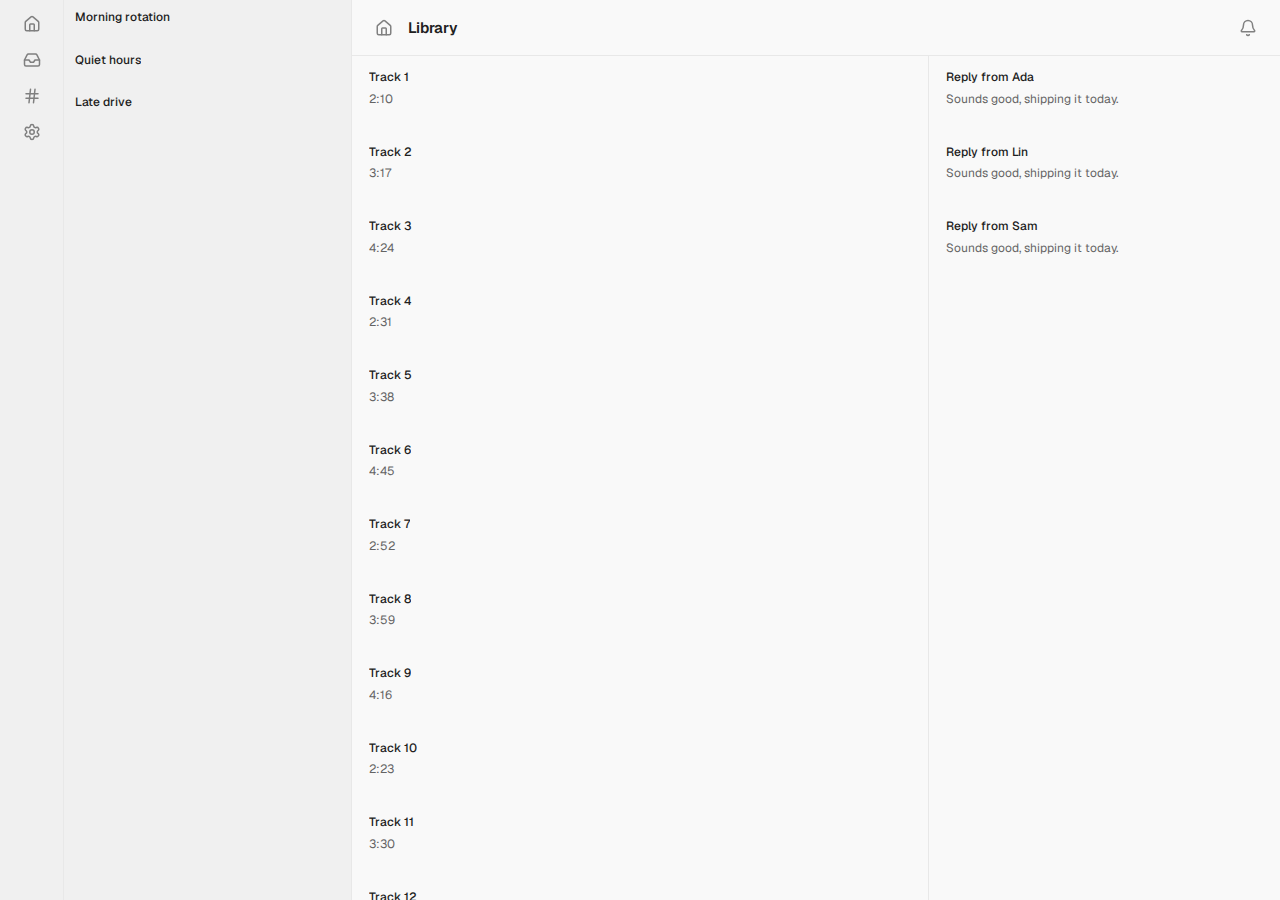 Morning rotation
Quiet hours
Late drive
Library
Track 1
2:10
Track 2
3:17
Track 3
4:24
Track 4
2:31
Track 5
3:38
Track 6
4:45
Track 7
2:52
Track 8
3:59
Track 9
4:16
Track 10
2:23
Track 11
3:30
Track 12
Reply from Ada
Sounds good, shipping it today.
Reply from Lin
Sounds good, shipping it today.
Reply from Sam
Sounds good, shipping it today.